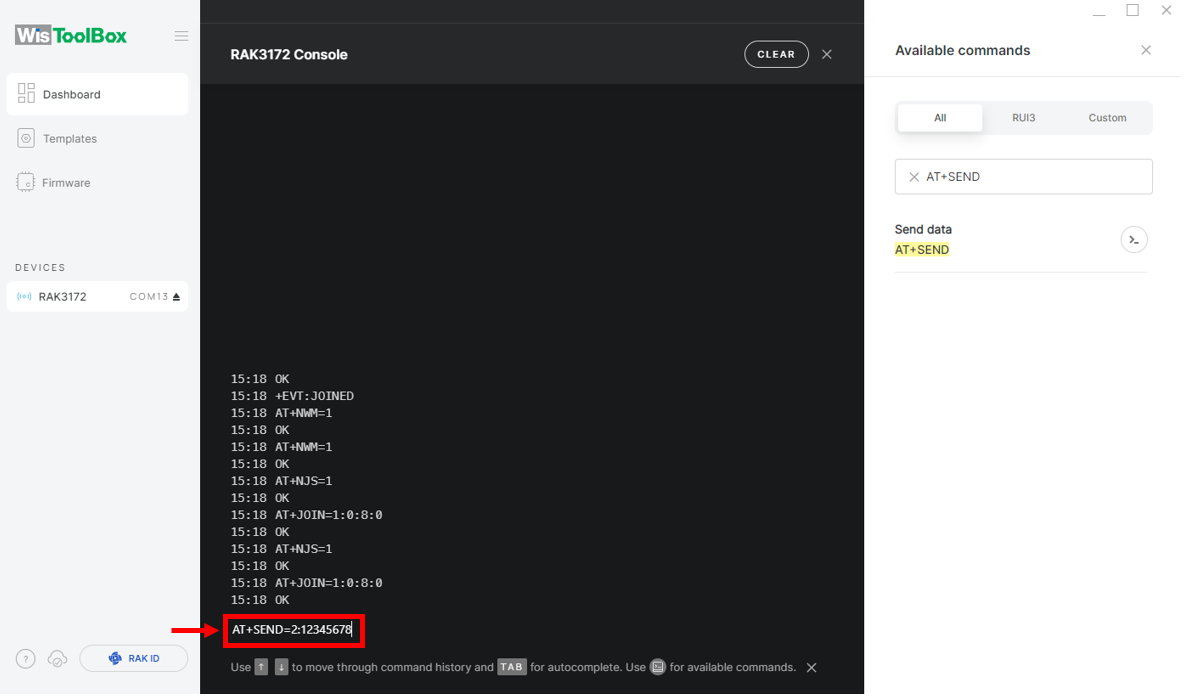 WisToolBox
Dashboard
Templates
Firmware
DEVICES
RAK3172 COM13
? RAK ID
RAK3172 Console CLEAR
15:18 OK
15:18 +EVT:JOINED
15:18 AT+NWM=1
15:18 OK
15:18 AT+NWM=1
15:18 OK
15:18 AT+NJS=1
15:18 OK
15:18 AT+JOIN=1:0:8:0
15:18 OK
15:18 AT+NJS=1
15:18 OK
15:18 AT+JOIN=1:0:8:0
15:18 OK
AT+SEND=2:12345678
Use ↑ ↓ to move through command history and TAB for autocomplete. Use for available commands.
Available commands
All RUI3 Custom
AT+SEND
Send data
AT+SEND